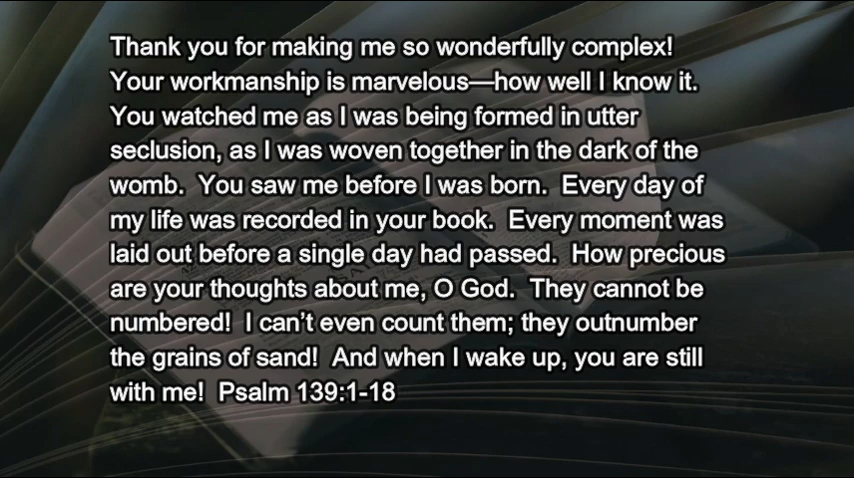 Thank you for making me so wonderfully complex!
Your workmanship is marvelous—how well I know it.
You watched me as I was being formed in utter
seclusion, as I was woven together in the dark of the
womb.  You saw me before I was born.  Every day of
my life was recorded in your book.  Every moment was
laid out before a single day had passed.  How precious
are your thoughts about me, O God.  They cannot be
numbered!  I can’t even count them; they outnumber
the grains of sand!  And when I wake up, you are still
with me!  Psalm 139:1-18